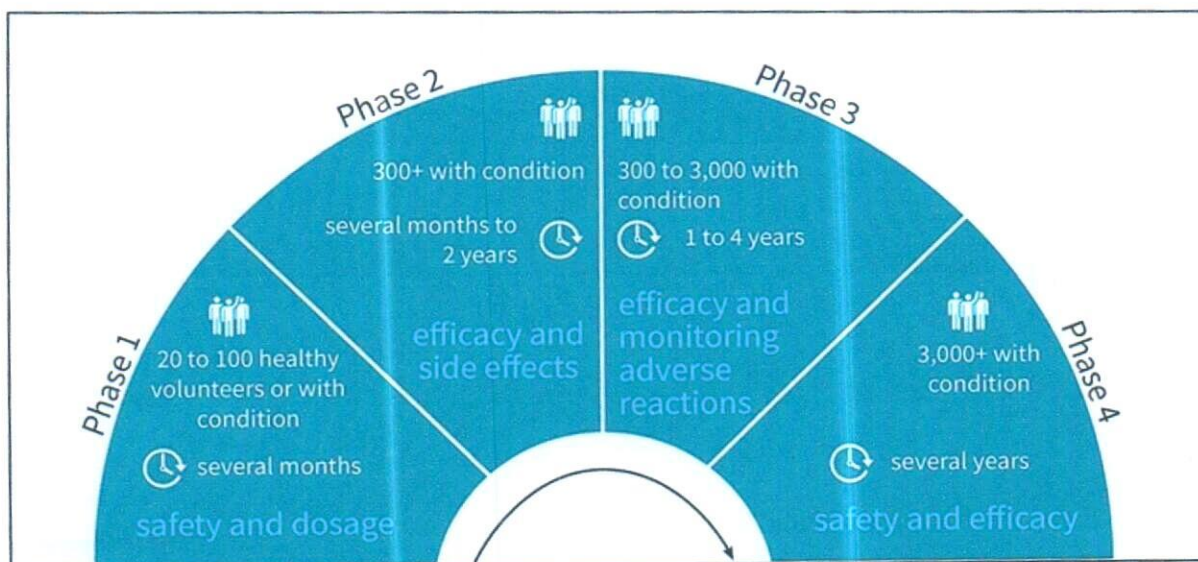 Phase 1
20 to 100 healthy
volunteers or with
condition
several months
safety and dosage
Phase 2
300+ with condition
several months to
2 years
efficacy and
side effects
Phase 3
300 to 3,000 with
condition
1 to 4 years
efficacy and
monitoring
adverse
reactions
Phase 4
3,000+ with
condition
several years
safety and efficacy